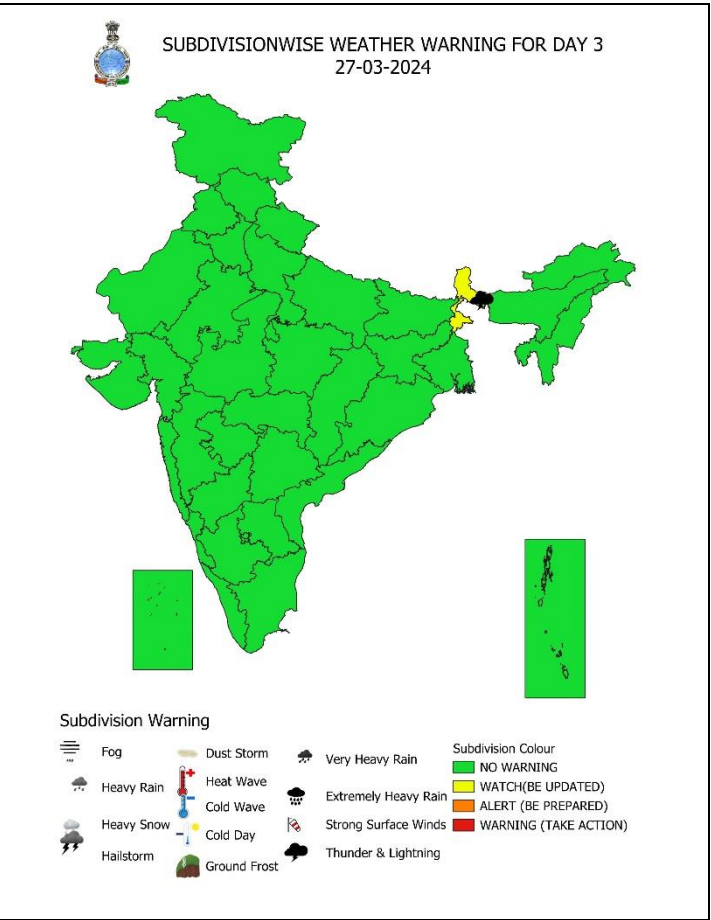 SUBDIVISIONWISE WEATHER WARNING FOR DAY 3
27-03-2024
Subdivision Warning
Fog
Heavy Rain
Heavy Snow
Hailstorm
Dust Storm
Heat Wave
Cold Wave
Cold Day
Ground Frost
Very Heavy Rain
Extremely Heavy Rain
Strong Surface Winds
Thunder & Lightning
Subdivision Colour
NO WARNING
WATCH(BE UPDATED)
ALERT (BE PREPARED)
WARNING (TAKE ACTION)